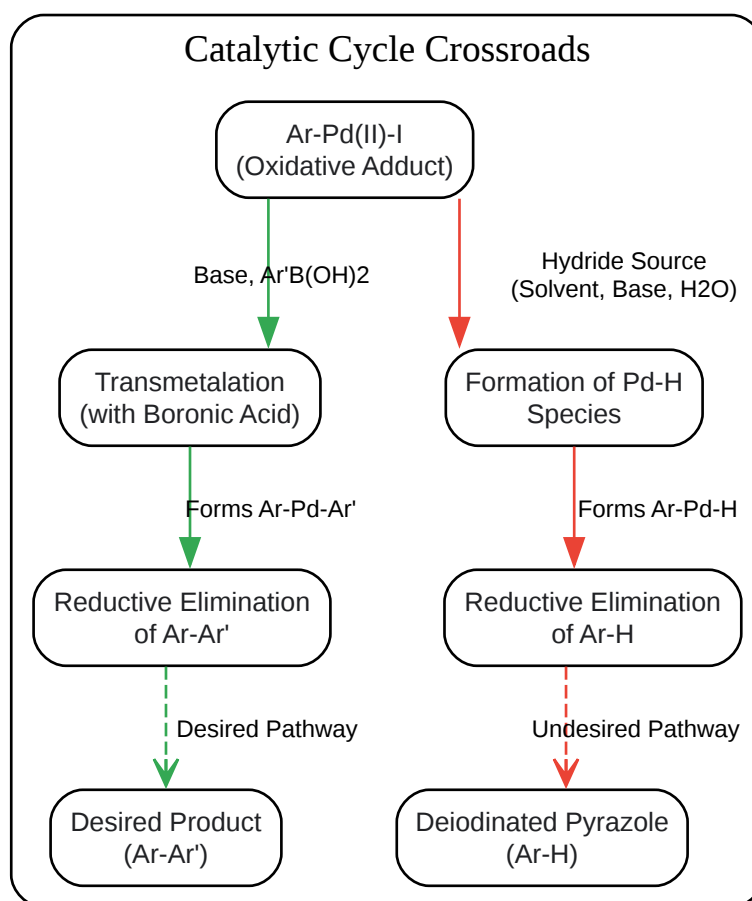 Catalytic Cycle Crossroads
Ar-Pd(II)-I
(Oxidative Adduct)
Base, Ar'B(OH)2
Hydride Source
(Solvent, Base, H2O)
Transmetalation
(with Boronic Acid)
Formation of Pd-H
Species
Forms Ar-Pd-Ar'
Forms Ar-Pd-H
Reductive Elimination
of Ar-Ar'
Reductive Elimination
of Ar-H
Desired Pathway
Undesired Pathway
Desired Product
(Ar-Ar')
Deiodinated Pyrazole
(Ar-H)